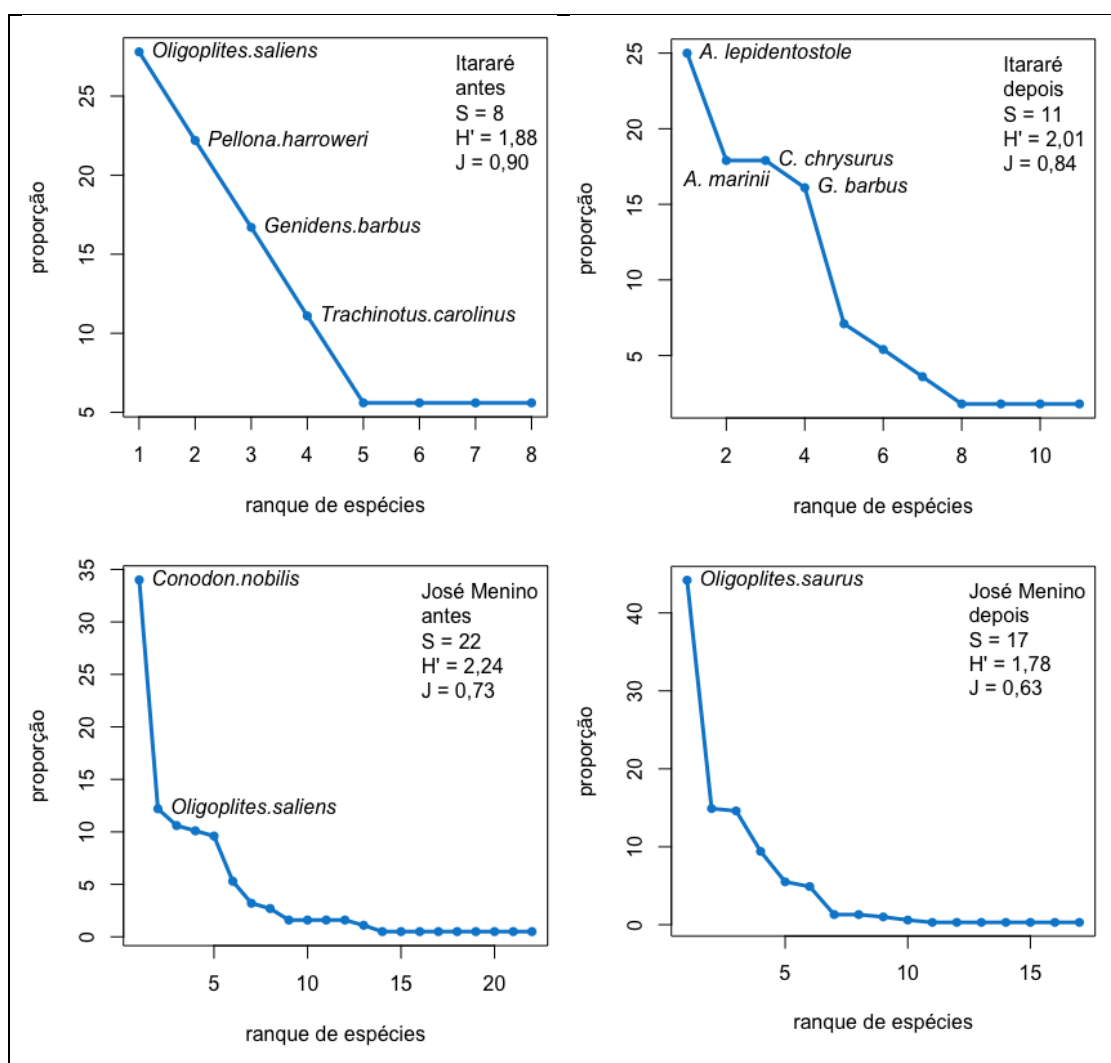 Oligoplites.saliens
Pellona.harroweri
Genidens.barbus
Trachinotus.carolinus
Itararé
antes
S = 8
H' = 1,88
J = 0,90
proporção
25
20
15
10
5
1 2 3 4 5 6 7 8
ranque de espécies
A. lepidentostole
C. chrysurus
A. marinii
G. barbus
Itararé
depois
S = 11
H' = 2,01
J = 0,84
proporção
25
20
15
10
5
2 4 6 8 10
ranque de espécies
Conodon.nobilis
Oligoplites.saliens
José Menino
antes
S = 22
H' = 2,24
J = 0,73
proporção
35
30
25
20
15
10
5
0
5 10 15 20
ranque de espécies
Oligoplites.saurus
José Menino
depois
S = 17
H' = 1,78
J = 0,63
proporção
40
30
20
10
0
5 10 15
ranque de espécies